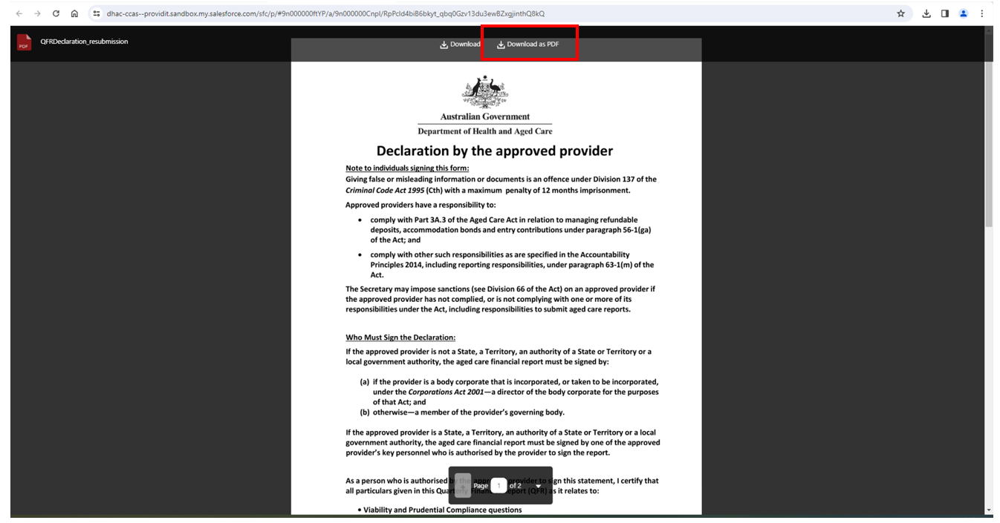 dhac-ccas--providit.sandbox.my.salesforce.com/sfc/p/#9n000000ftYP/a/9n000000Cnpl/RpPcld4biB6bkyt_qbq0Gzv13du3ewBZxgjinthQ8kQ
PDF QFRDeclaration_resubmission
Download Download as PDF
Australian Government
Department of Health and Aged Care
Declaration by the approved provider
Note to individuals signing this form:
Giving false or misleading information or documents is an offence under Division 137 of the
Criminal Code Act 1995 (Cth) with a maximum penalty of 12 months imprisonment.
Approved providers have a responsibility to:
• comply with Part 3A.3 of the Aged Care Act in relation to managing refundable
deposits, accommodation bonds and entry contributions under paragraph 56-1(ga)
of the Act; and
• comply with other such responsibilities as are specified in the Accountability
Principles 2014, including reporting responsibilities, under paragraph 63-1(m) of the
Act.
The Secretary may impose sanctions (see Division 66 of the Act) on an approved provider if
the approved provider has not complied, or is not complying with one or more of its
responsibilities under the Act, including responsibilities to submit aged care reports.
Who Must Sign the Declaration:
If the approved provider is not a State, a Territory, an authority of a State or Territory or a
local government authority, the aged care financial report must be signed by:
(a) if the provider is a body corporate that is incorporated, or taken to be incorporated,
under the Corporations Act 2001—a director of the body corporate for the purposes
of that Act; and
(b) otherwise—a member of the provider's governing body.
If the approved provider is a State, a Territory, an authority of a State or Territory or a local
government authority, the aged care financial report must be signed by one of the approved
provider's key personnel who is authorised by the provider to sign the report.
As a person who is authorised by the approved provider to sign this statement, I certify that
all particulars given in this Quarterly Financial Report (QFR) as it relates to:
Page 1 of 2
• Viability and Prudential Compliance questions